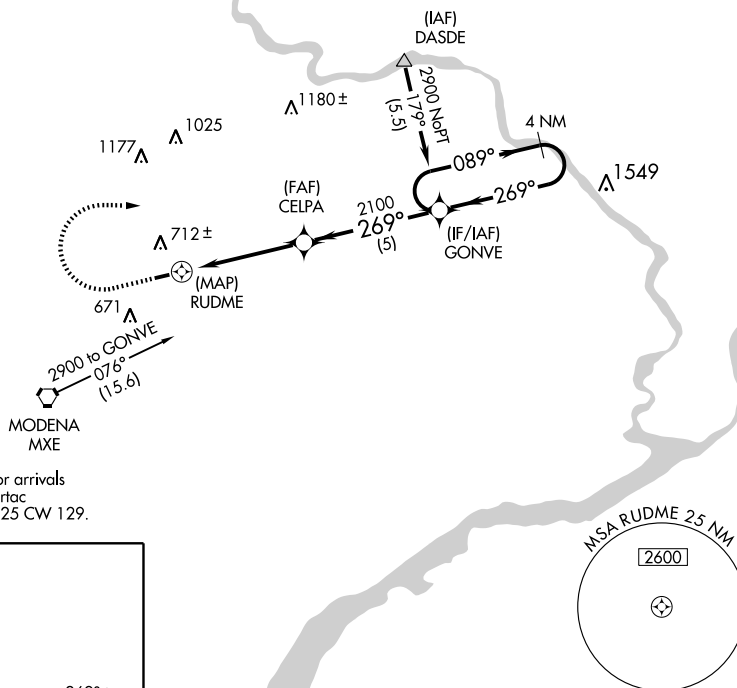 (IAF)
DASDE
2900 NoPT
179°
(5.5)
1180 ±
1025
1177
4 NM
089°
269°
1549
(FAF)
CELPA
2100
269°
(5)
(IF/IAF)
GONVE
712 ±
(MAP)
RUDME
671
2900 to GONVE
076°
(15.6)
MODENA
MXE
or arrivals
rtac
25 CW 129.
MSA RUDME 25 NM
2600